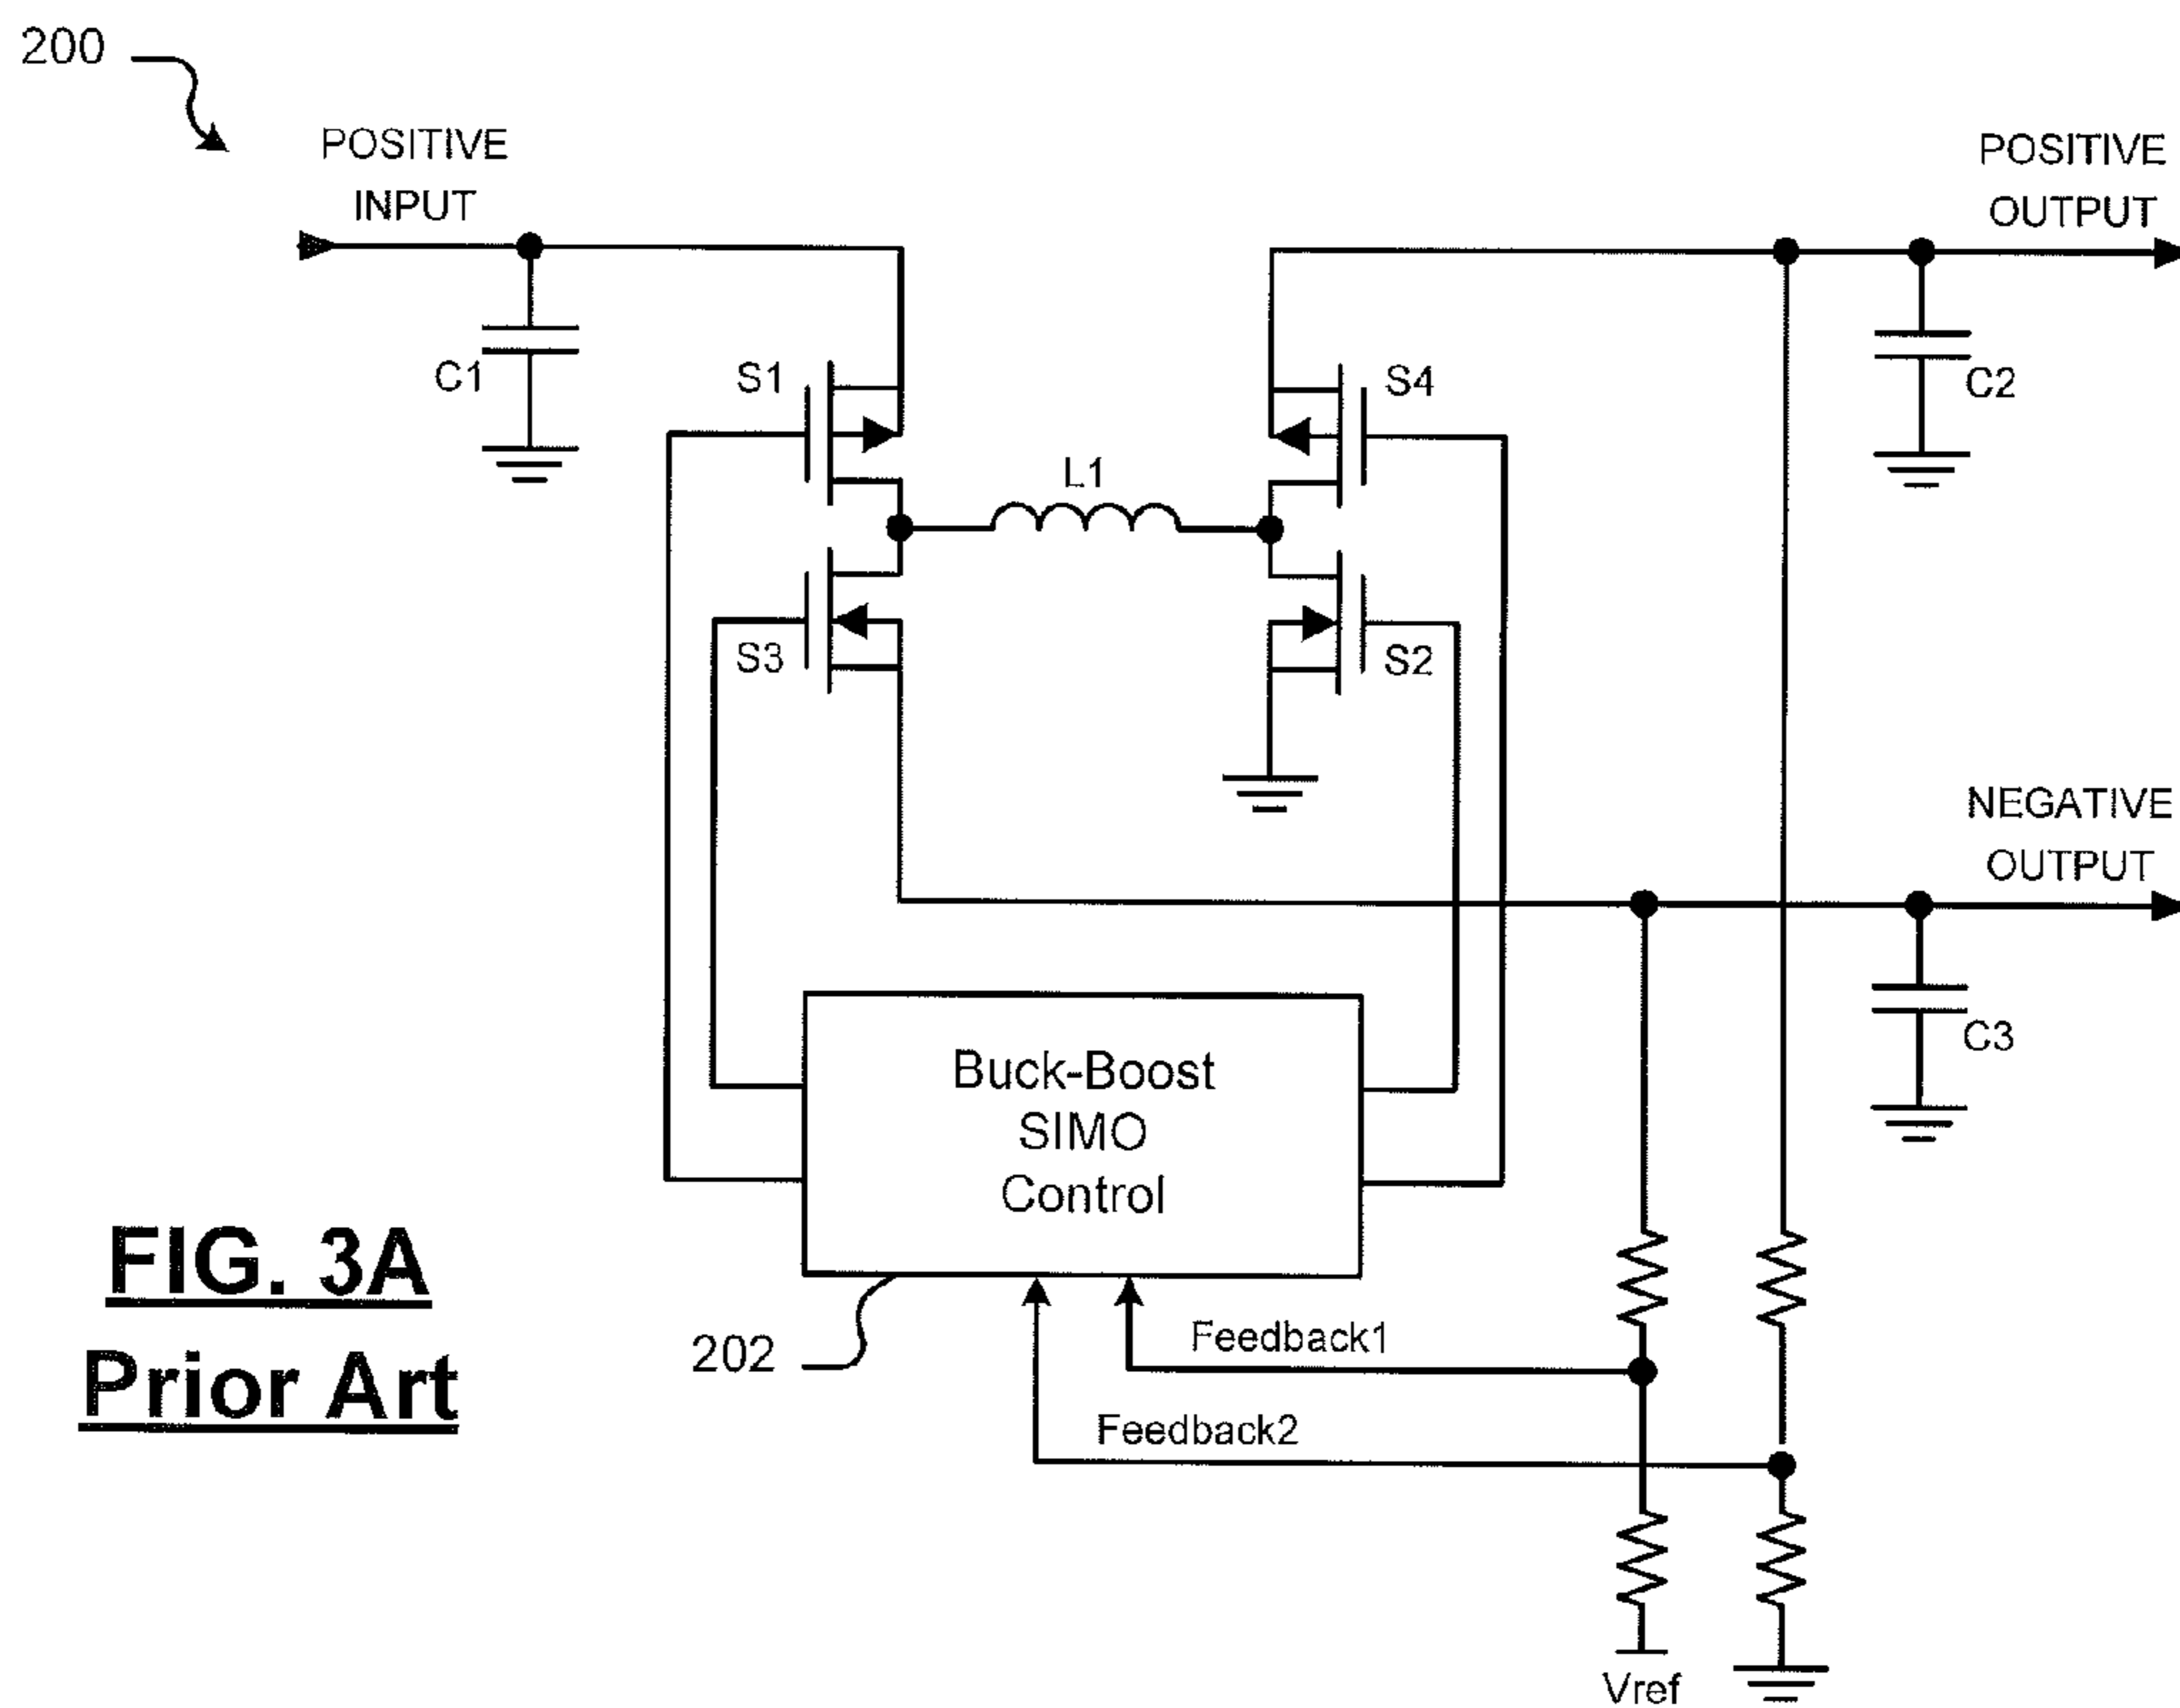 200
POSITIVE
INPUT
POSITIVE
OUTPUT
C1
S1
S4
C2
L1
S3
S2
NEGATIVE
OUTPUT
C3
Buck-Boost
SIMO
Control
FIG. 3A
Prior Art
202
Feedback1
Feedback2
Vref